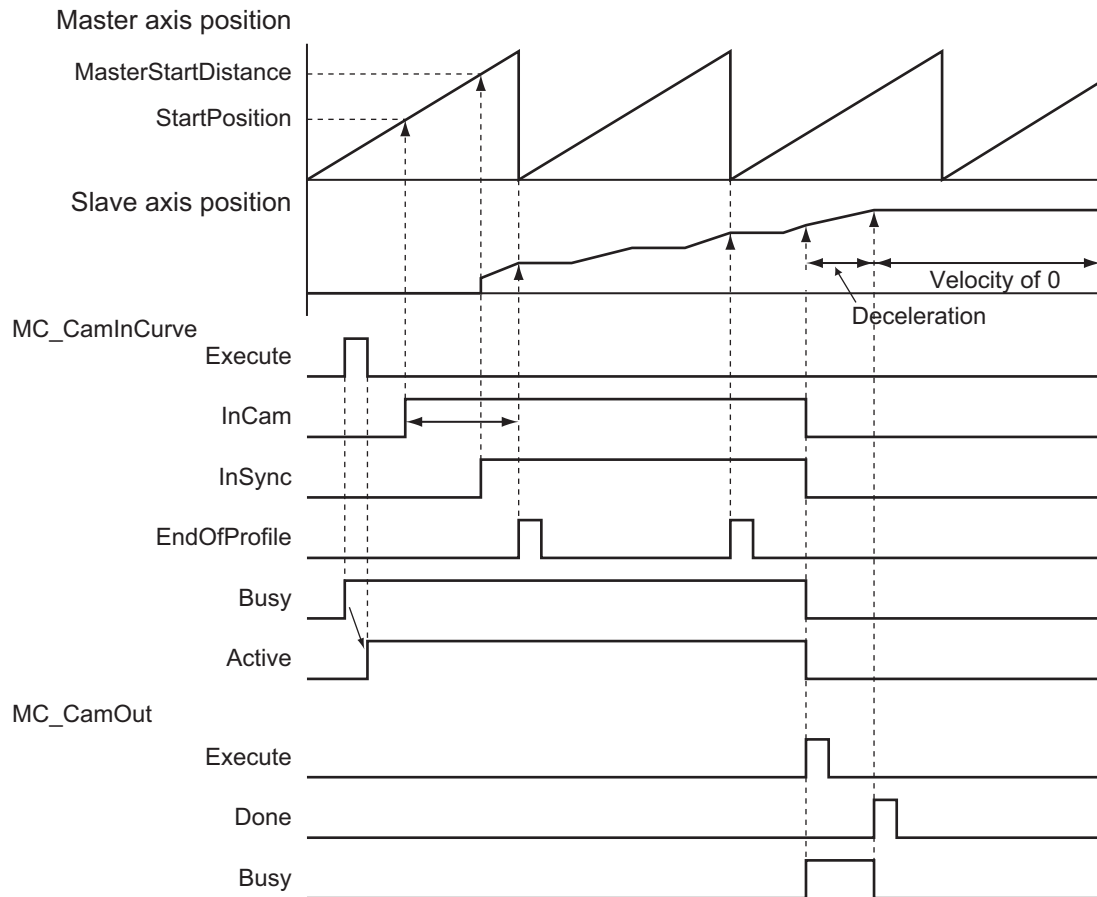 Master axis position
MasterStartDistance
StartPosition
Slave axis position
Velocity of 0
Deceleration
MC_CamInCurve
Execute
InCam
InSync
EndOfProfile
Busy
Active
MC_CamOut
Execute
Done
Busy